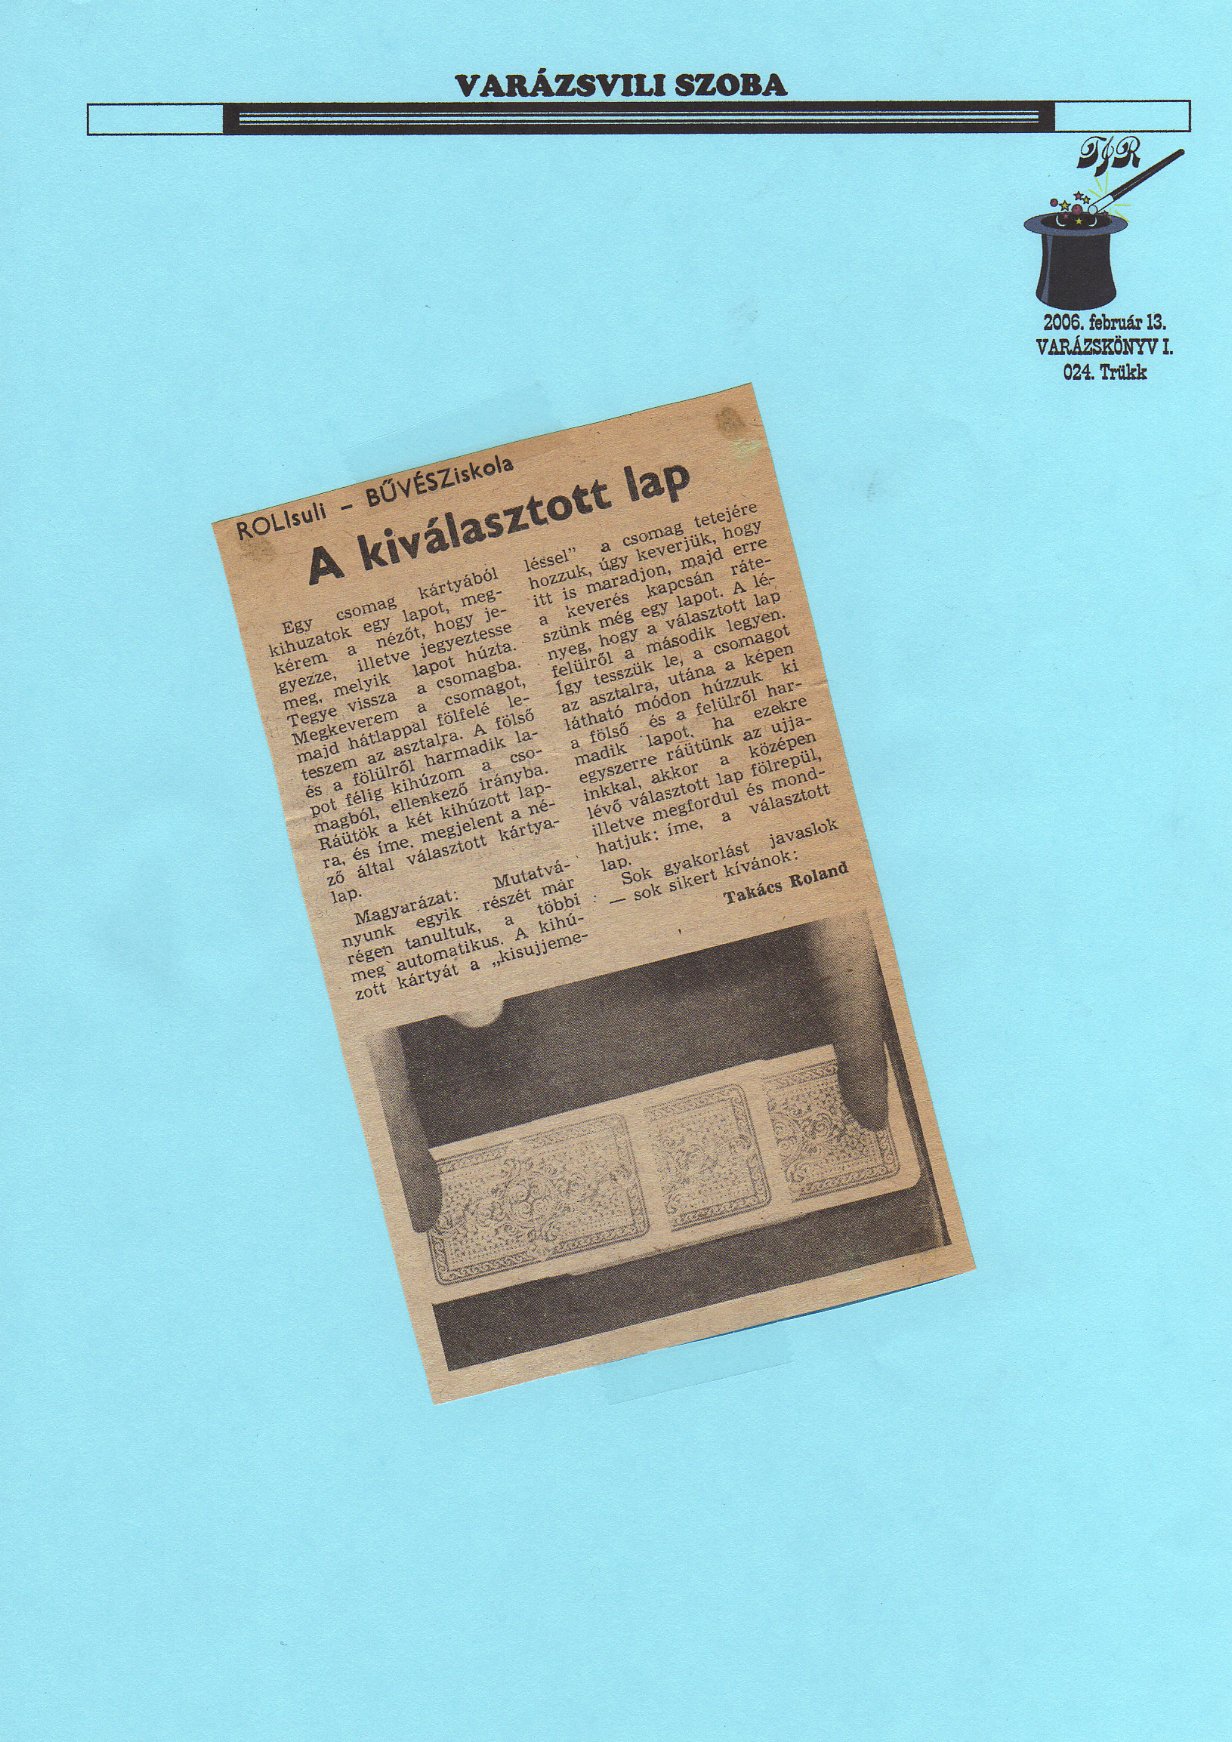 VARÁZSVILI SZOBA
TJR
2006. február 13.
VARÁZSKÖNYV I.
024. Trükk
ROLIsuli – BŰVÉSZiskola
A kiválasztott lap
Egy csomag kártyából
kihuzatok egy lapot, meg-
kérem a nézőt, hogy je-
gyezze, illetve jegyeztesse
meg, melyik lapot húzta.
Tegye vissza a csomagba.
Megkeverem a csomagot,
majd hátlappal fölfelé le-
teszem az asztalra. A fölső
és a fölülről harmadik la-
pot félig kihúzom a cso-
magból, ellenkező irányba.
Ráütök a két kihúzott lap-
ra, és íme, megjelent a né-
ző által választott kártya-
lap.
Magyarázat: Mutatvá-
nyunk egyik részét már
régen tanultuk, a többi
meg automatikus. A kihú-
zott kártyát a „kisujjeme-
léssel” a csomag tetejére
hozzuk, úgy keverjük, hogy
itt is maradjon, majd erre
a keverés kapcsán ráte-
szünk még egy lapot. A lé-
nyeg, hogy a választott lap
felülről a második legyen.
Így tesszük le, a csomagot
az asztalra, utána a képen
látható módon húzzuk ki
a fölső és a felülről har-
madik lapot, ha ezekre
egyszerre ráütünk az ujja-
inkkal, akkor a középen
lévő választott lap fölrepül,
illetve megfordul és mond-
hatjuk: íme, a választott
lap.
Sok gyakorlást javaslok
— sok sikert kívánok:
Takács Roland